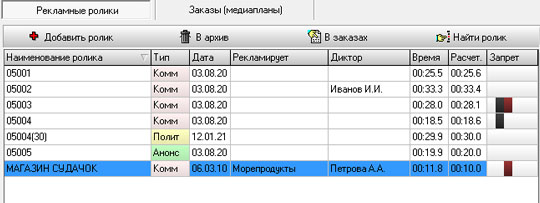 Рекламные ролики Заказы (медиапланы)
Добавить ролик В архив В заказах Найти ролик
Наименование ролика Тип Дата Рекламирует Диктор Время Расчет. Запрет
05001 Комм 03.08.20 00:25.5 00:25.6
05002 Комм 03.08.20 Иванов И.И. 00:33.3 00:33.4
05003 Комм 03.08.20 00:28.0 00:28.1
05004 Комм 03.08.20 00:18.5 00:18.6
05004(30) Полит 12.01.21 00:29.9 00:30.0
05005 Анонс 03.08.20 00:19.9 00:20.0
МАГАЗИН СУДАЧОК Комм 06.03.10 Морепродукты Петрова А.А. 00:11.8 00:10.0